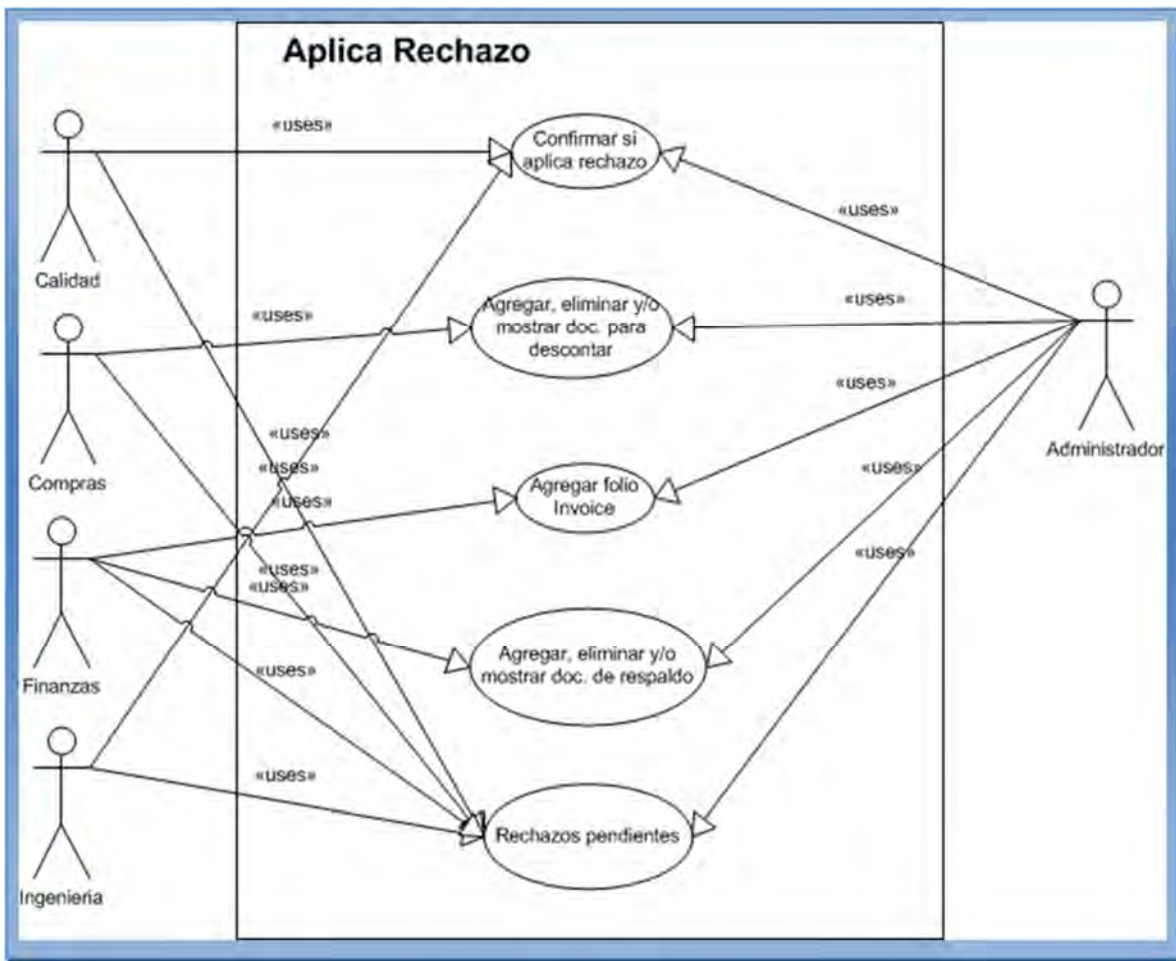 Aplica Rechazo
«uses»
Confirmar si
aplica rechazo
«uses»
Calidad
«uses»
Agregar, eliminar y/o
mostrar doc. para
descontar
«uses»
«uses»
«uses»
Administrador
Compras
«uses»
«uses»
Agregar folio
Invoice
«uses»
«uses»
«uses»
«uses»
Finanzas
«uses»
Agregar, eliminar y/o
mostrar doc. de respaldo
«uses»
Rechazos pendientes
Ingenieria